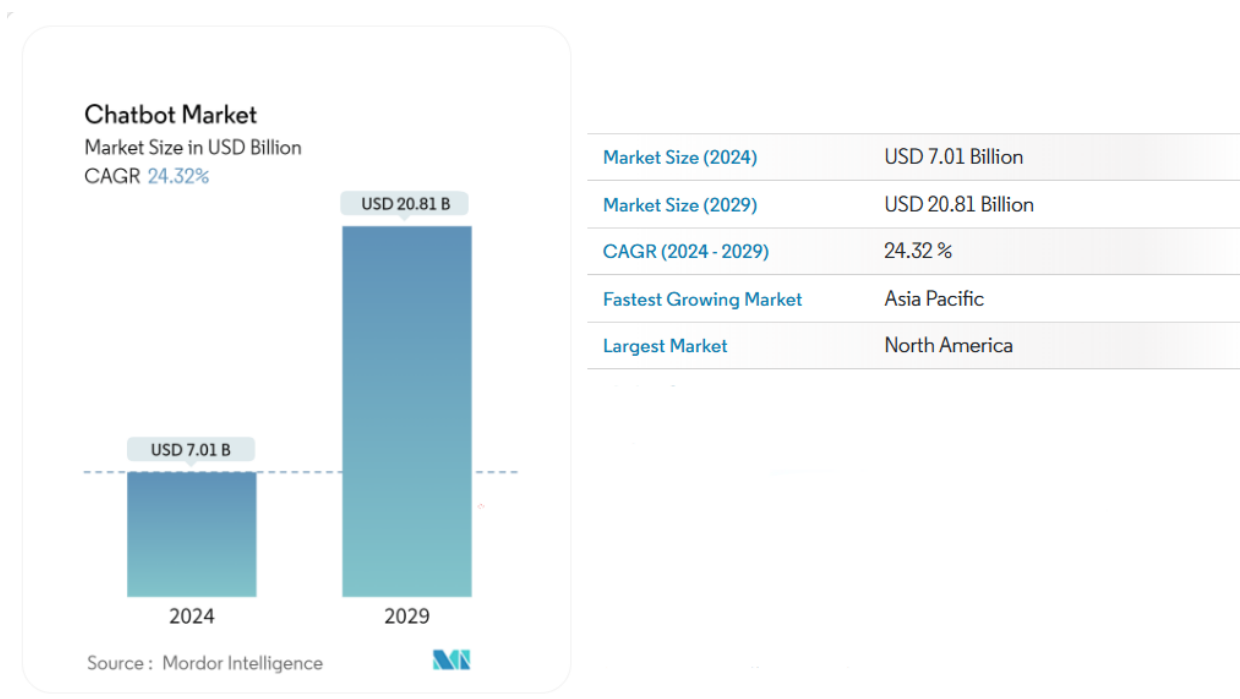 Chatbot Market
Market Size in USD Billion
CAGR 24.32%
USD 20.81 B
USD 7.01 B
2024 2029
Source : Mordor Intelligence
Market Size (2024) USD 7.01 Billion
Market Size (2029) USD 20.81 Billion
CAGR (2024 - 2029) 24.32 %
Fastest Growing Market Asia Pacific
Largest Market North America